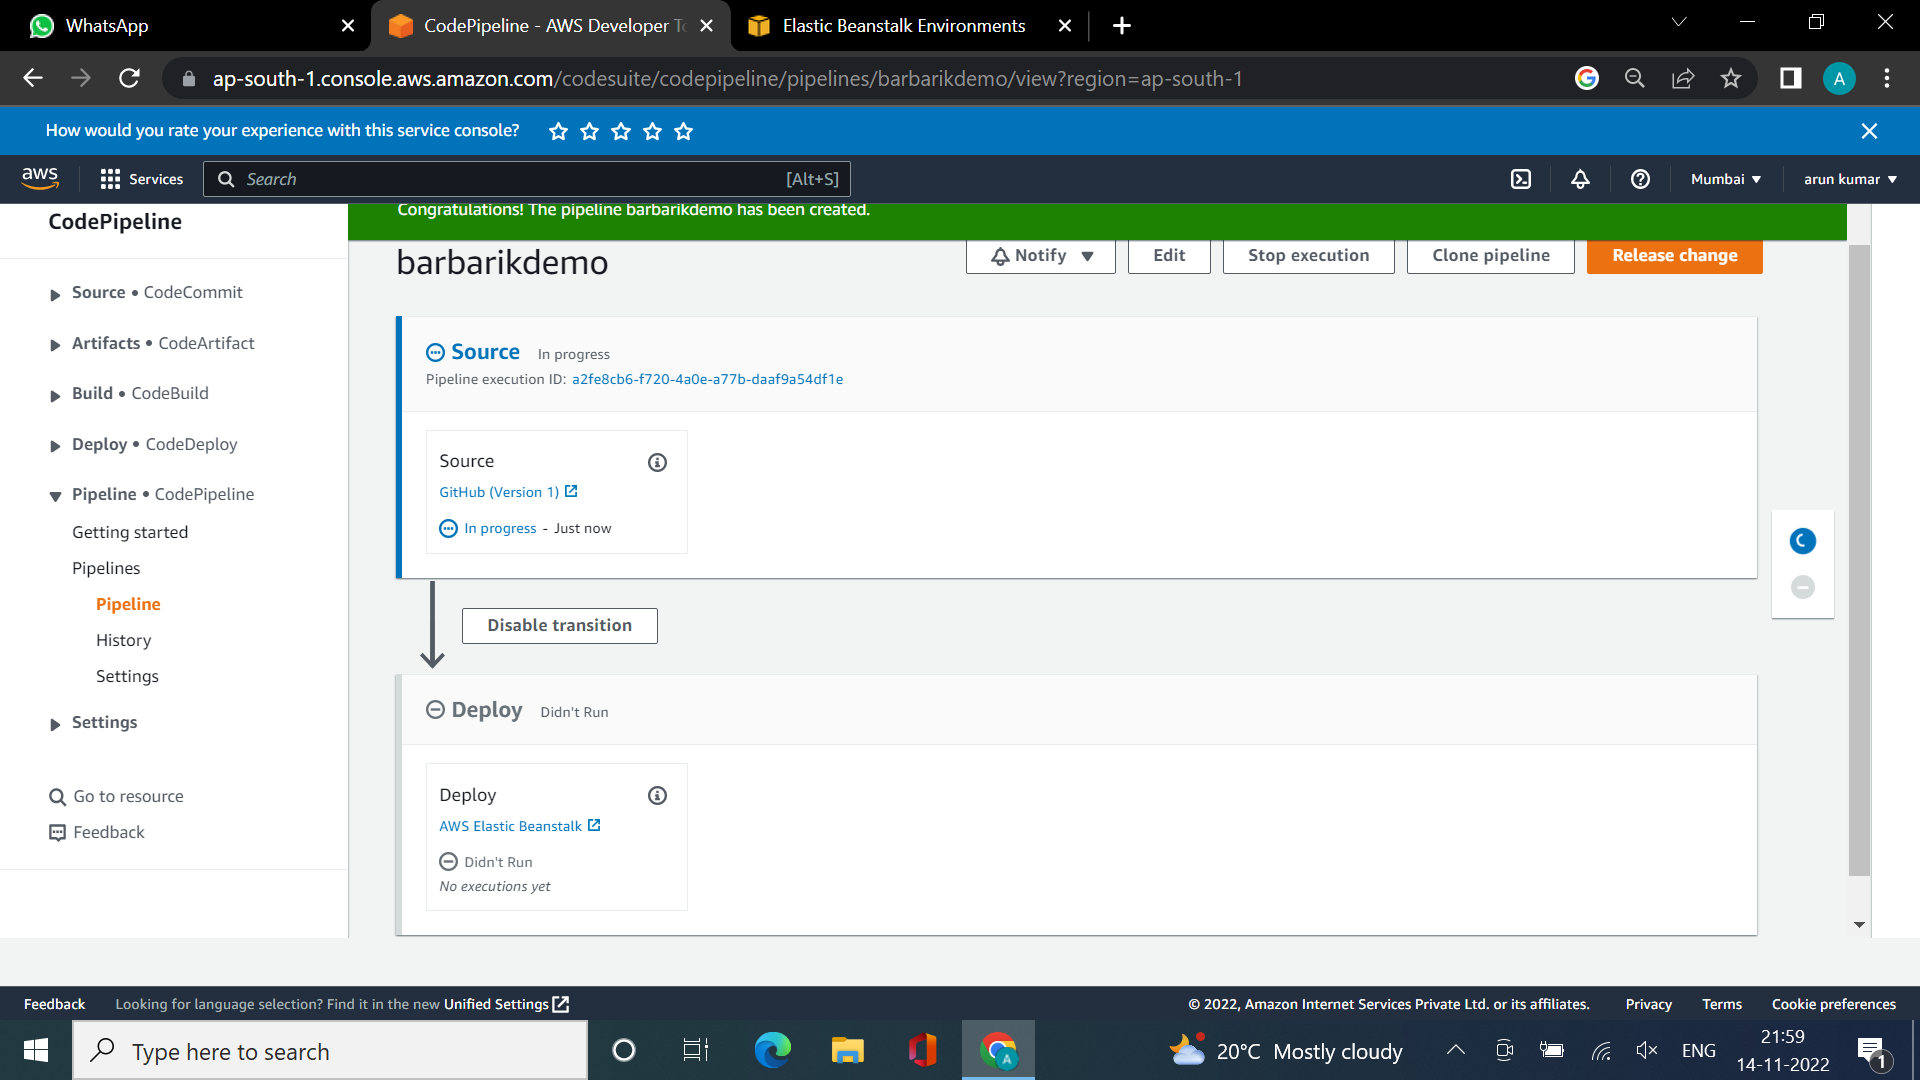 WhatsApp
CodePipeline - AWS Developer To
Elastic Beanstalk Environments
ap-south-1.console.aws.amazon.com/codesuite/codepipeline/pipelines/barbarikdemo/view?region=ap-south-1
A
How would you rate your experience with this service console?
aws
Services
Search
[Alt+S]
Mumbai
arun kumar
CodePipeline
Source • CodeCommit
Artifacts • CodeArtifact
Build • CodeBuild
Deploy • CodeDeploy
Pipeline • CodePipeline
Getting started
Pipelines
Pipeline
History
Settings
Settings
Go to resource
Feedback
Congratulations! The pipeline barbarikdemo has been created.
barbarikdemo
Notify
Edit
Stop execution
Clone pipeline
Release change
Source In progress
Pipeline execution ID: a2fe8cb6-f720-4a0e-a77b-daaf9a54df1e
Source
GitHub (Version 1)
In progress - Just now
Disable transition
Deploy Didn't Run
Deploy
AWS Elastic Beanstalk
Didn't Run
No executions yet
Feedback
Looking for language selection? Find it in the new Unified Settings
© 2022, Amazon Internet Services Private Ltd. or its affiliates.
Privacy
Terms
Cookie preferences
Type here to search
A
20°C Mostly cloudy
ENG
21:59
14-11-2022
1